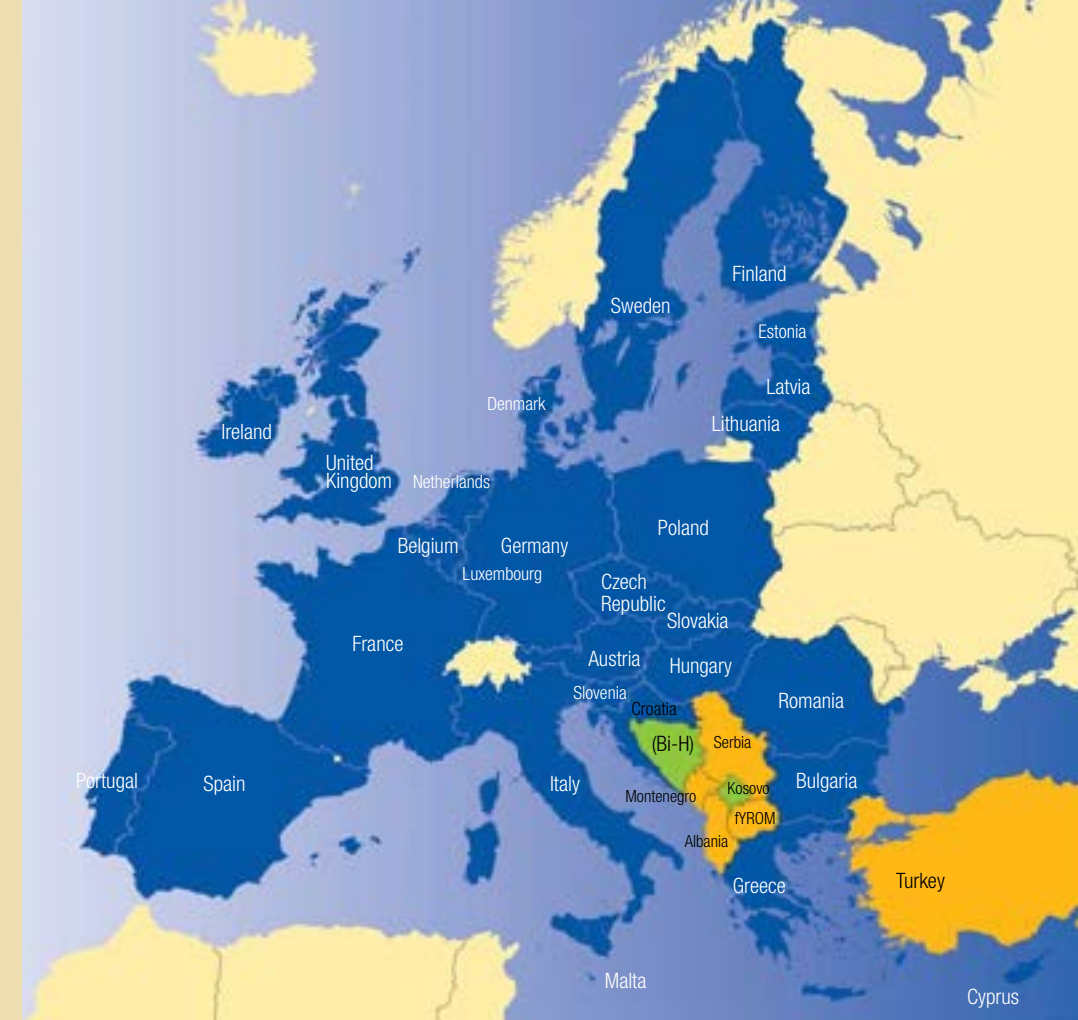 Finland
Sweden
Estonia
Latvia
Denmark
Lithuania
Ireland
United
Kingdom
Netherlands
Poland
Belgium
Germany
Luxembourg
Czech
Republic
Slovakia
France
Austria
Hungary
Slovenia
Romania
Croatia
(Bi-H)
Serbia
Portugal
Spain
Italy
Bulgaria
Kosovo
Montenegro
fYROM
Albania
Turkey
Greece
Malta
Cyprus